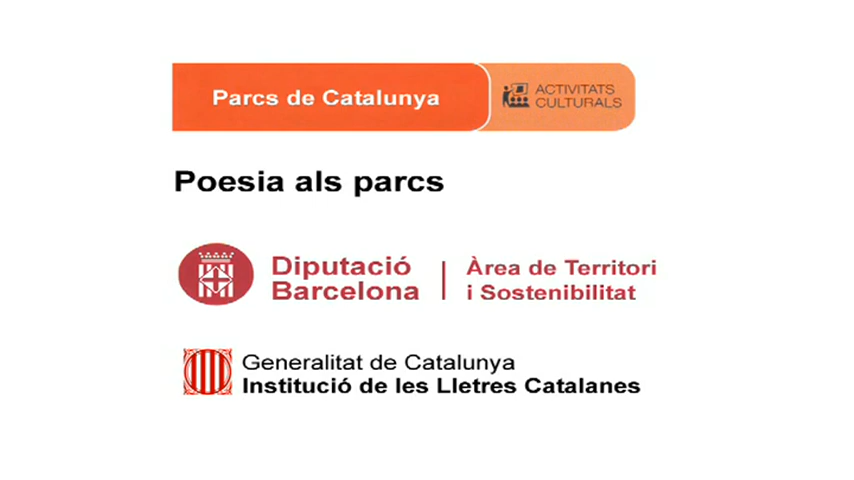 Parcs de Catalunya
ACTIVITATS
CULTURALS
Poesia als parcs
Diputació
Barcelona
Àrea de Territori
i Sostenibilitat
Generalitat de Catalunya
Institució de les Lletres Catalanes